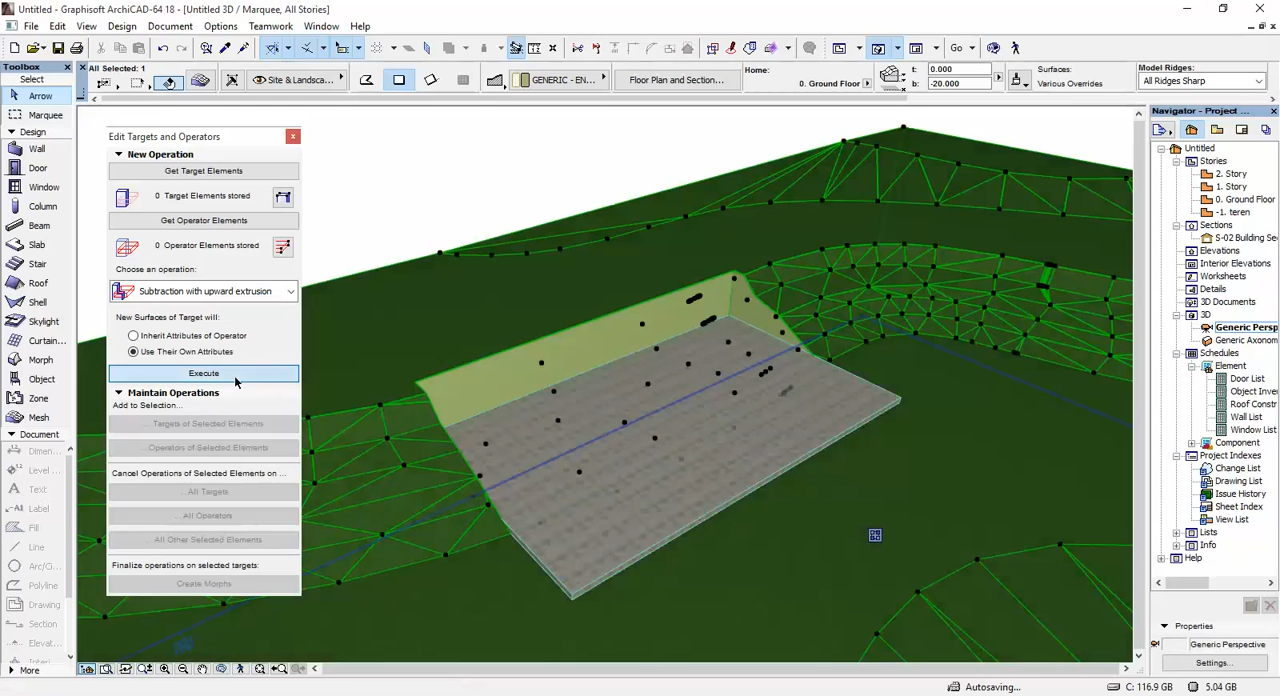 Untitled - Graphisoft ArchiCAD-64 18 - [Untitled 3D / Marquee, All Stories]
File Edit View Design Document Options Teamwork Window Help
Go
Toolbox
Select
Arrow
Marquee
Design
Wall
Door
Window
Column
Beam
Slab
Stair
Roof
Shell
Skylight
Curtain...
Morph
Object
Zone
Mesh
Document
Dimen...
Level ...
Text
Label
Fill
Line
Arc/Ci...
Polyline
Drawing
Section
Elevat...
More
All Selected: 1
Site & Landsca...
GENERIC - EN...
Floor Plan and Section...
Home:
0. Ground Floor
t: 0.000
b: -20.000
Surfaces:
Various Overrides
Model Ridges:
All Ridges Sharp
Edit Targets and Operators
New Operation
Get Target Elements
0 Target Elements stored
Get Operator Elements
0 Operator Elements stored
Choose an operation:
Subtraction with upward extrusion
New Surfaces of Target will:
Inherit Attributes of Operator
Use Their Own Attributes
Execute
Maintain Operations
Add to Selection...
...Targets of Selected Elements
...Operators of Selected Elements
Cancel Operations of Selected Elements on ...
...All Targets
...All Operators
...All Other Selected Elements
Finalize operations on selected targets:
Create Morphs
Navigator - Project ...
Untitled
Stories
2. Story
1. Story
0. Ground Floor
-1. teren
Sections
S-02 Building Se
Elevations
Interior Elevations
Worksheets
Details
3D Documents
3D
Generic Persp
Generic Axonom
Schedules
Element
Door List
Object Inve
Roof Constr
Wall List
Window List
Component
Project Indexes
Change List
Drawing List
Issue History
Sheet Index
View List
Lists
Info
Help
Properties
Generic Perspective
Settings...
Autosaving...
C: 116.9 GB
5.04 GB